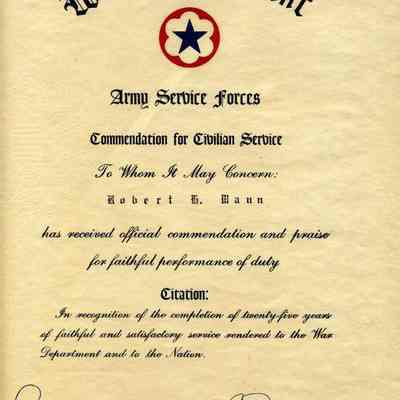 Army Service Forces
Commendation for Civilian Service
To Whom It May Concern:
Robert H. Mann
has received official commendation and praise
for faithful performance of duty
Citation:
In recognition of the completion of twenty-five years
of faithful and satisfactory service rendered to the War
Department and to the Nation.